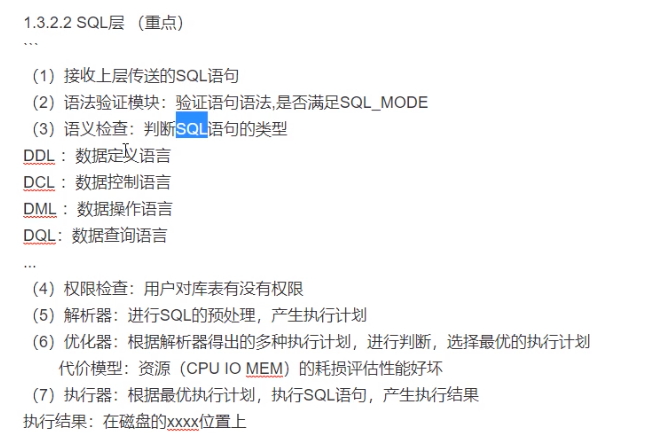 1.3.2.2 SQL层 （重点）
```
（1）接收上层传送的SQL语句
（2）语法验证模块：验证语句语法,是否满足SQL_MODE
（3）语义检查：判断SQL语句的类型
DDL ：数据定义语言
DCL ：数据控制语言
DML ：数据操作语言
DQL：数据查询语言
...
（4）权限检查：用户对库表有没有权限
（5）解析器：进行SQL的预处理，产生执行计划
（6）优化器：根据解析器得出的多种执行计划，进行判断，选择最优的执行计划
代价模型：资源（CPU IO MEM）的耗损评估性能好坏
（7）执行器：根据最优执行计划，执行SQL语句，产生执行结果
执行结果：在磁盘的xxxx位置上